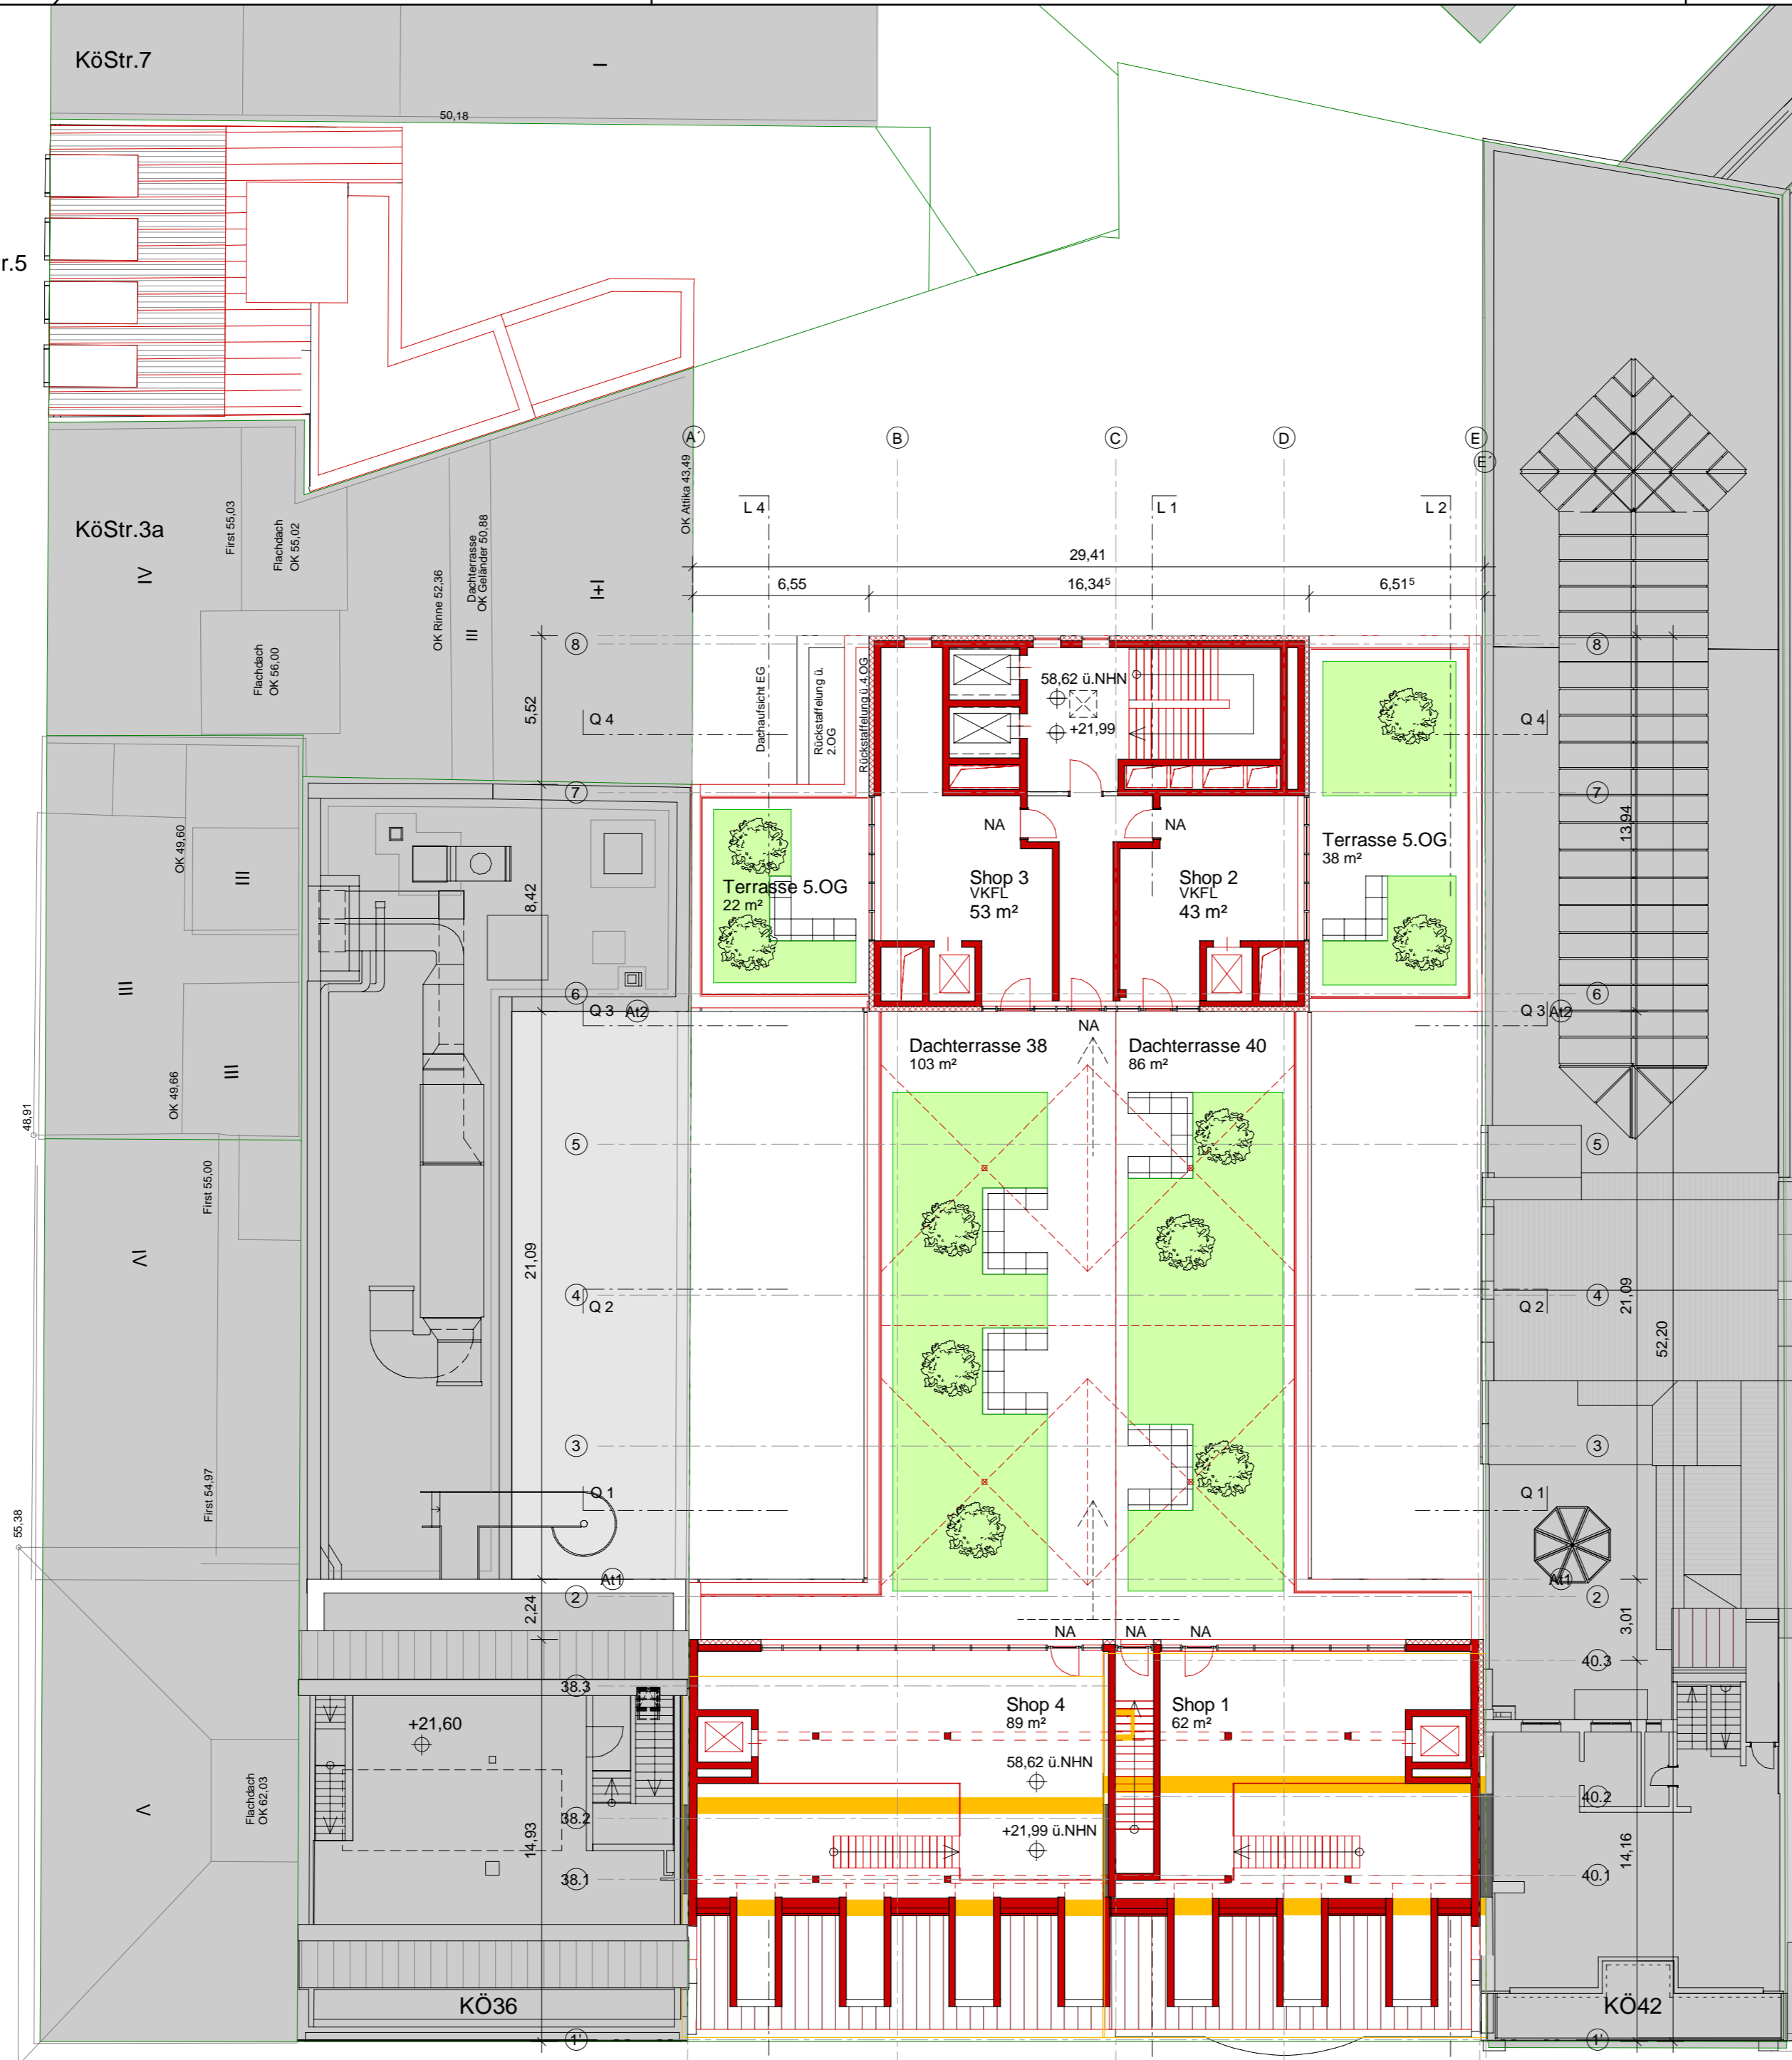 KöStr.7
I
50,18
r.5
KöStr.3a
IV
First 55,03
Flachdach
OK 55,02
Flachdach
OK 56,00
OK Rinne 52,36
III
Dachterrasse
OK Geländer 50,88
I+I
OK Attika 43,49
A´
B
C
D
E
E´
L 4
L 1
L 2
29,41
6,55
16,34⁵
6,51⁵
8
8
5,52
Q 4
Dachaufsicht EG
Rückstaffelung ü.
2.OG
Rückstaffelung ü.4.OG
58,62 ü.NHN
+21,99
Q 4
7
7
13,94
OK 49,60
III
8,42
NA
NA
Terrasse 5.OG
22 m²
Shop 3
VKFL
53 m²
Shop 2
VKFL
43 m²
Terrasse 5.OG
38 m²
III
III
OK 49,66
6
6
Q 3
At2
Q 3
At2
NA
Dachterrasse 38
103 m²
Dachterrasse 40
86 m²
48,91
5
5
First 55,00
IV
21,09
4
Q 2
4
Q 2
21,09
52,20
3
3
First 54,97
Q 1
Q 1
55,38
At1
At1
2
2
2,24
3,01
NA
NA
NA
38.3
40.3
+21,60
Shop 4
89 m²
Shop 1
62 m²
58,62 ü.NHN
V
Flachdach
OK 62,03
38.2
40.2
14,93
+21,99 ü.NHN
14,16
38.1
40.1
KÖ36
KÖ42
1'
1'